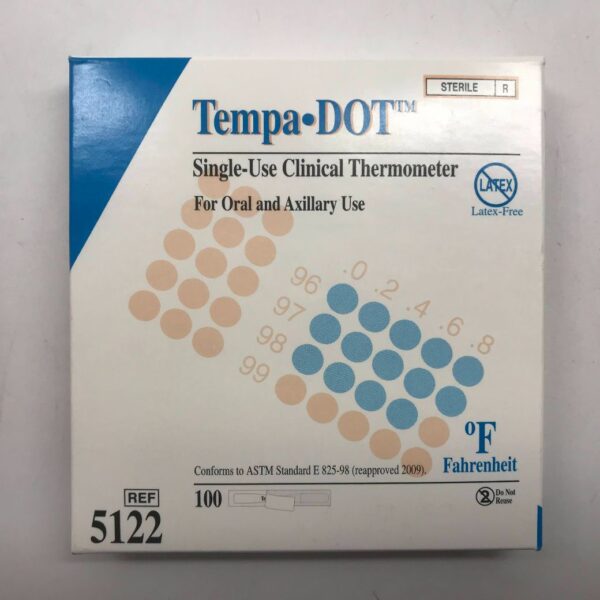 STERILE R
Tempa•DOT™
Single-Use Clinical Thermometer
For Oral and Axillary Use
LATEX
Latex-Free
.0 .2 .4 .6 .8
96
97
98
99
°F
Fahrenheit
Conforms to ASTM Standard E 825-98 (reapproved 2009).
REF
5122
100
2
Do Not
Reuse